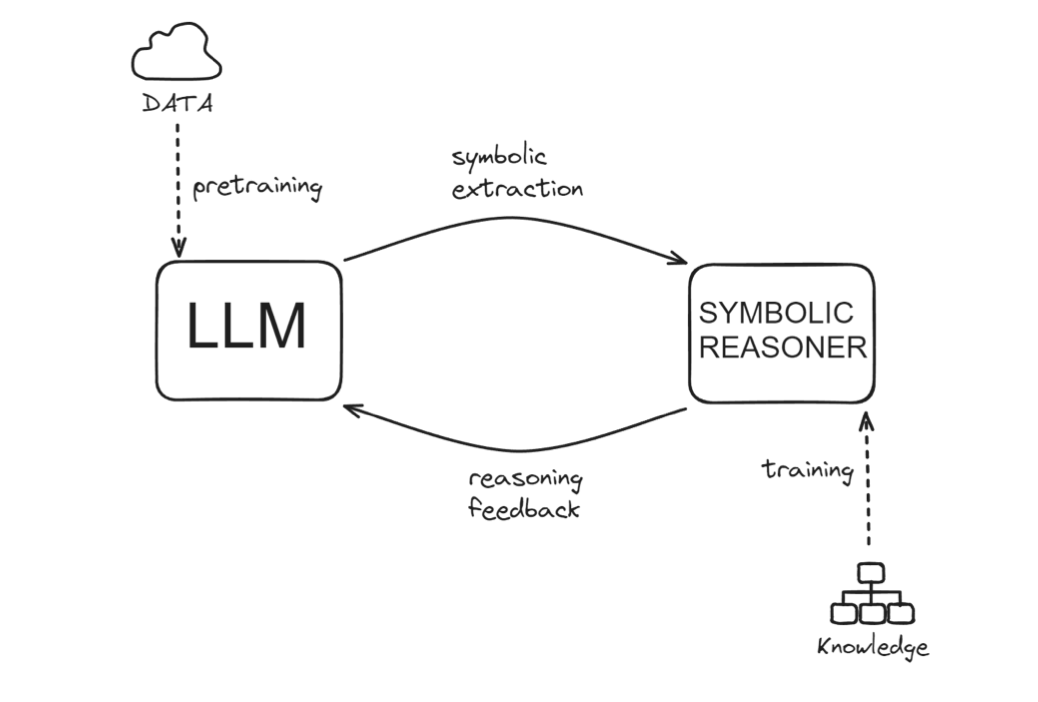 DATA
pretraining
symbolic
extraction
LLM
SYMBOLIC
REASONER
reasoning
feedback
training
Knowledge